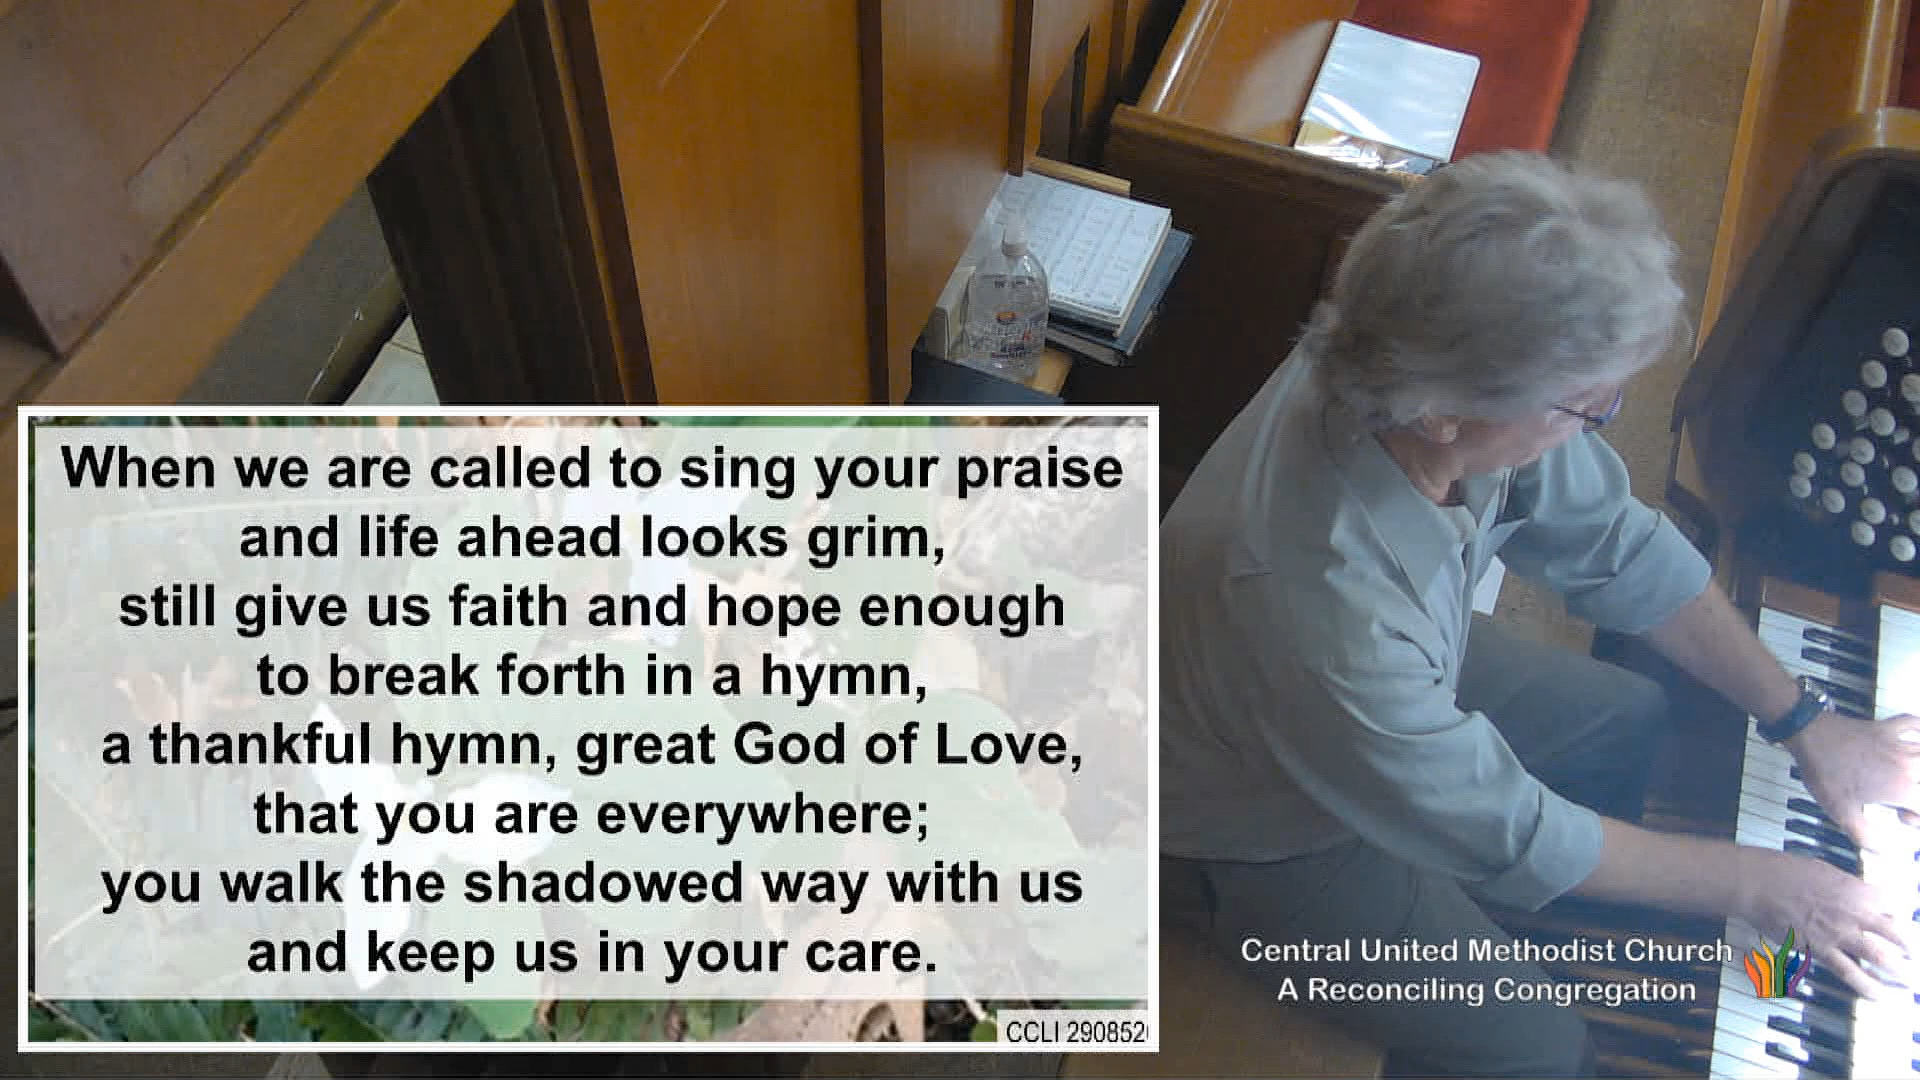 When we are called to sing your praise
and life ahead looks grim,
still give us faith and hope enough
to break forth in a hymn,
a thankful hymn, great God of Love,
that you are everywhere;
you walk the shadowed way with us
and keep us in your care.
CCLI 290852
Central United Methodist Church
A Reconciling Congregation